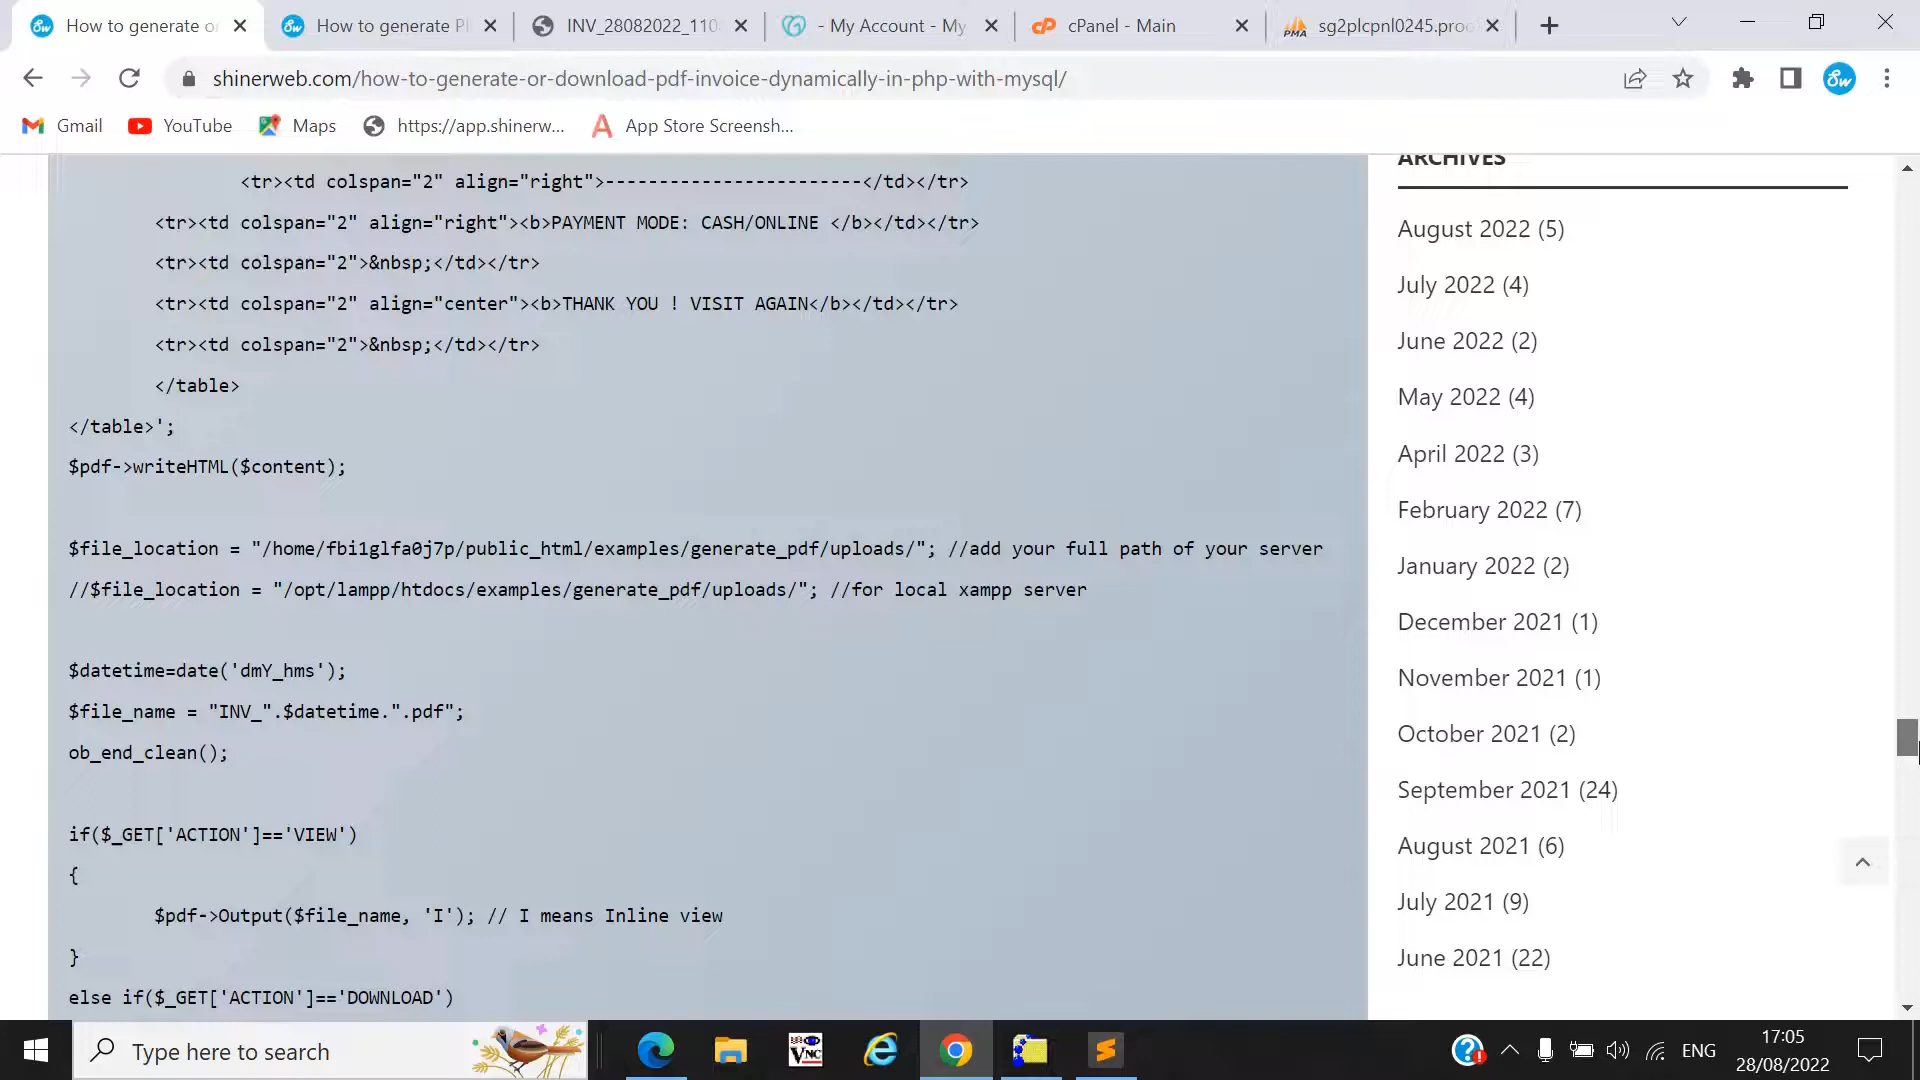 How to generate or
How to generate P
INV_28082022_110
- My Account - My
cPanel - Main
PMA
sg2plcpnl0245.proc
shinerweb.com/how-to-generate-or-download-pdf-invoice-dynamically-in-php-with-mysql/
Sw
Gmail
YouTube
Maps
https://app.shinerw...
App Store Screensh...
<tr><td colspan="2" align="right">------------------------</td></tr>
<tr><td colspan="2" align="right"><b>PAYMENT MODE: CASH/ONLINE </b></td></tr>
<tr><td colspan="2">&nbsp;</td></tr>
<tr><td colspan="2" align="center"><b>THANK YOU ! VISIT AGAIN</b></td></tr>
<tr><td colspan="2">&nbsp;</td></tr>
</table>
</table>';
$pdf->writeHTML($content);
$file_location = "/home/fbi1glfa0j7p/public_html/examples/generate_pdf/uploads/"; //add your full path of your server
//$file_location = "/opt/lampp/htdocs/examples/generate_pdf/uploads/"; //for local xampp server
$datetime=date('dmY_hms');
$file_name = "INV_".$datetime.".pdf";
ob_end_clean();
if($_GET['ACTION']=='VIEW')
{
$pdf->Output($file_name, 'I'); // I means Inline view
}
else if($_GET['ACTION']=='DOWNLOAD')
ARCHIVES
August 2022 (5)
July 2022 (4)
June 2022 (2)
May 2022 (4)
April 2022 (3)
February 2022 (7)
January 2022 (2)
December 2021 (1)
November 2021 (1)
October 2021 (2)
September 2021 (24)
August 2021 (6)
July 2021 (9)
June 2021 (22)
Type here to search
VNC
ENG
17:05
28/08/2022